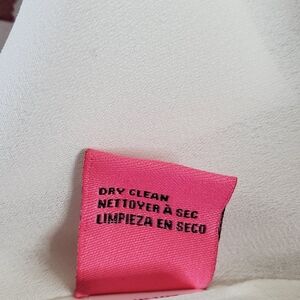 DRY CLEAN
NETTOYER À SEC
LIMPIEZA EN SECO